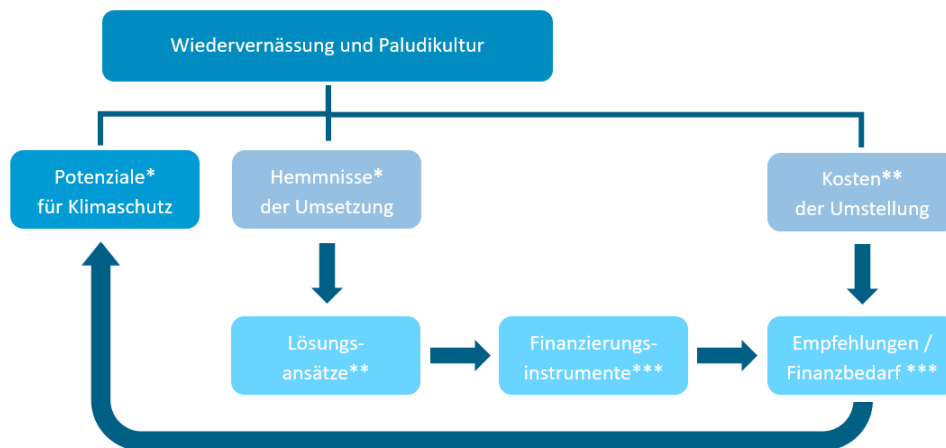 Wiedervernässung und Paludikultur
Potenziale*
für Klimaschutz
Hemmnisse*
der Umsetzung
Kosten**
der Umstellung
Lösungs-
ansätze**
Finanzierungs-
instrumente***
Empfehlungen /
Finanzbedarf ***